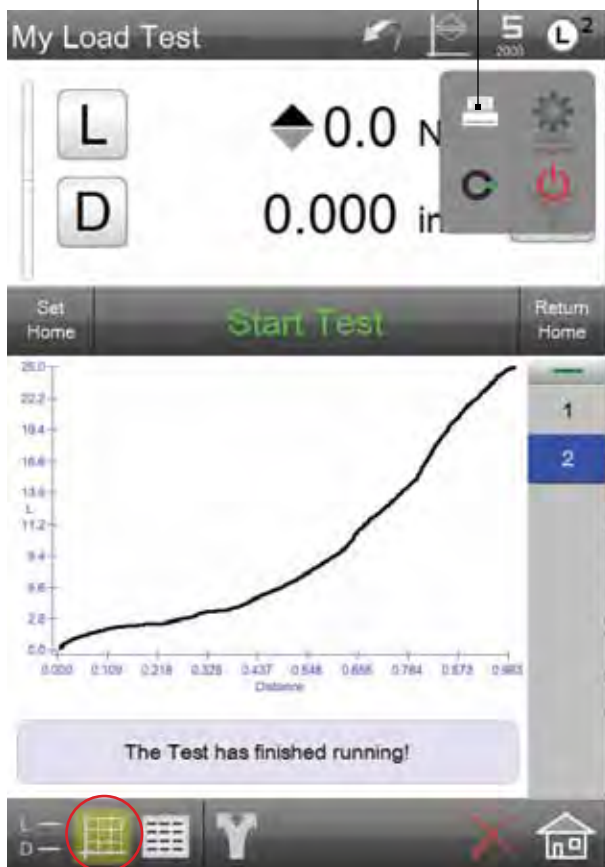 My Load Test
5
2000
L 2
L
0.0 N
D
0.000 in
Set
Home
Start Test
Return
Home
25.0
22.2
19.4
16.6
13.8
L
11.2
8.4
5.6
2.8
0.0
1
2
0.000 0.109 0.218 0.328 0.437 0.546 0.655 0.764 0.873 0.983
Distance
The Test has finished running!
L
D